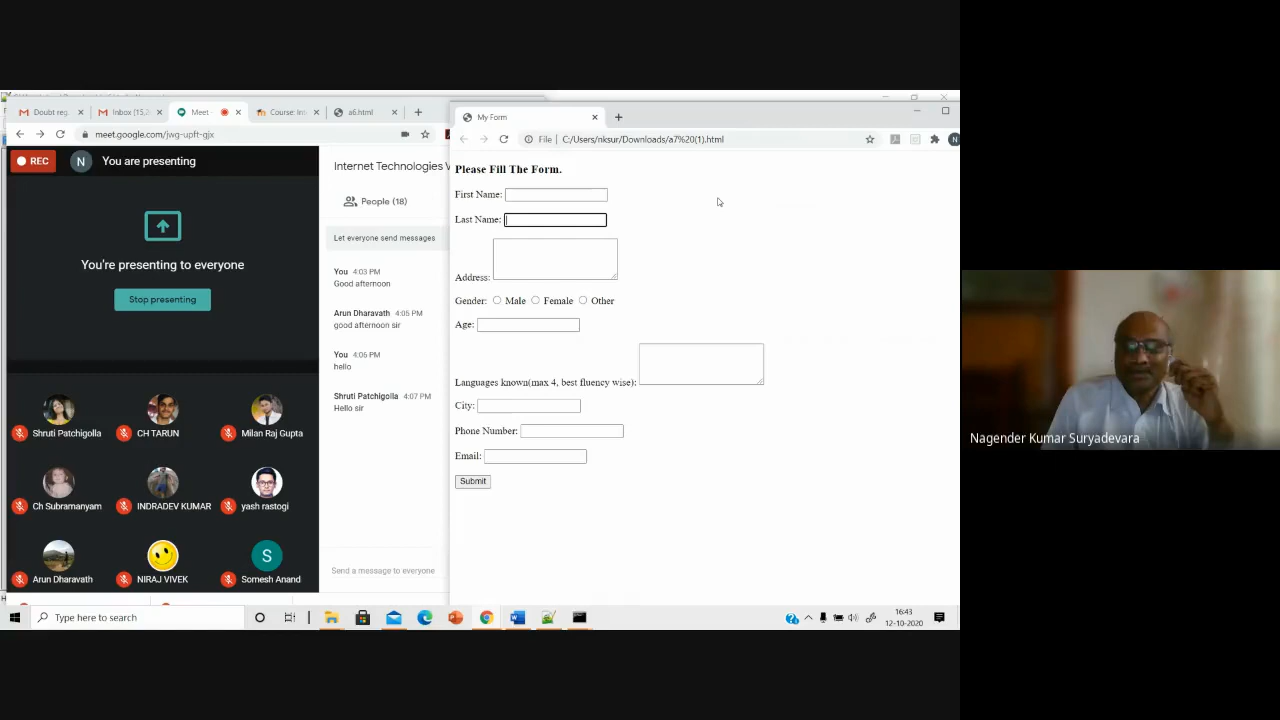 Doubt reg
Inbox (15,2
Meet -
Course: Int
a6.html
meet.google.com/jwg-upft-gjx
REC
N
You are presenting
You're presenting to everyone
Stop presenting
Shruti Patchigolla
CH TARUN
Milan Raj Gupta
Ch Subramanyam
INDRADEV KUMAR
yash rastogi
Arun Dharavath
NIRAJ VIVEK
S
Somesh Anand
Internet Technologies V
People (18)
Let everyone send messages
You 4:03 PM
Good afternoon
Arun Dharavath 4:05 PM
good afternoon sir
You 4:06 PM
hello
Shruti Patchigolla 4:07 PM
Hello sir
Send a message to everyone
My Form
File C:/Users/nksur/Downloads/a7%20(1).html
N
Please Fill The Form.
First Name:
Last Name:
Address:
Gender: Male Female Other
Age:
Languages known(max 4, best fluency wise):
City:
Phone Number:
Email:
Submit
Type here to search
16:43
12-10-2020
Nagender Kumar Suryadevara